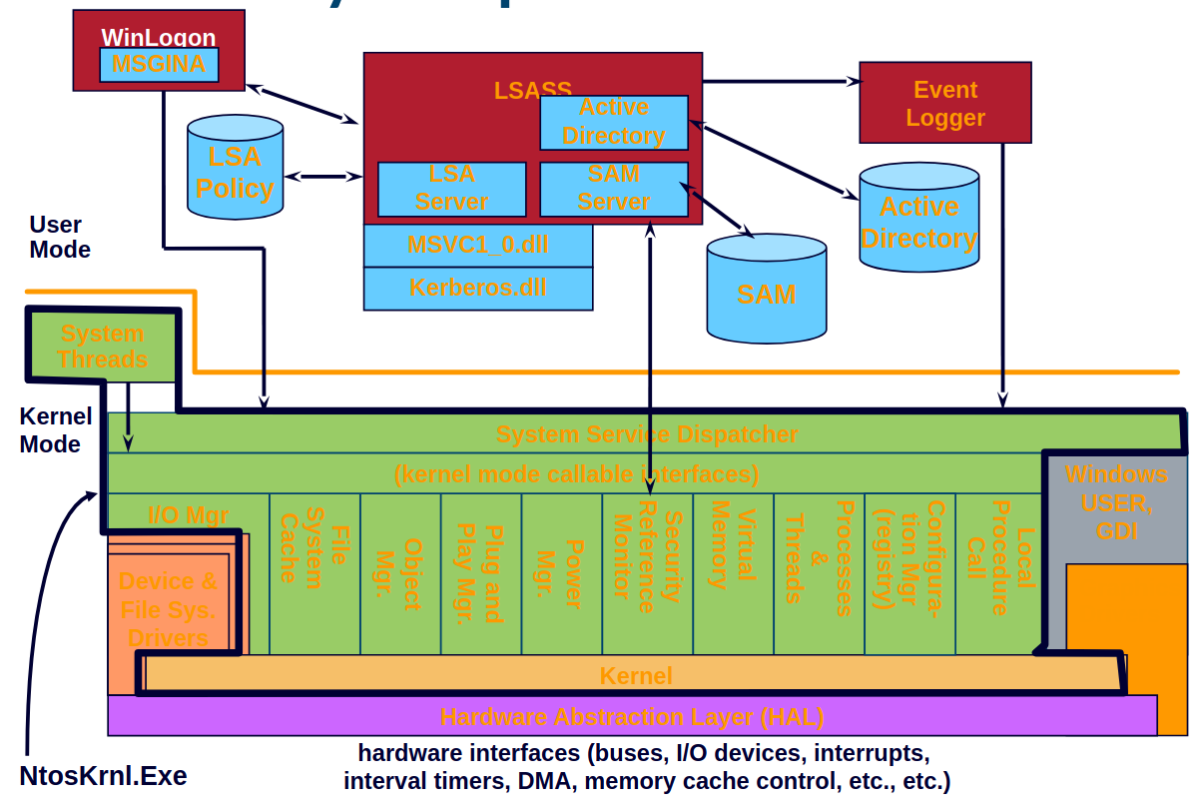 WinLogon
MSGINA
LSASS
Active
Directory
LSA
Server
SAM
Server
MSVC1_0.dll
Kerberos.dll
Event
Logger
LSA
Policy
Active
Directory
SAM
User
Mode
System
Threads
Kernel
Mode
System Service Dispatcher
(kernel mode callable interfaces)
I/O Mgr
File
System
Cache
Object
Mgr.
Plug and
Play Mgr.
Power
Mgr.
Security
Reference
Monitor
Virtual
Memory
Processes
&
Threads
Configura-
tion Mgr
(registry)
Local
Procedure
Call
Windows
USER,
GDI
Device &
File Sys.
Drivers
Kernel
Hardware Abstraction Layer (HAL)
NtosKrnl.Exe
hardware interfaces (buses, I/O devices, interrupts,
interval timers, DMA, memory cache control, etc., etc.)